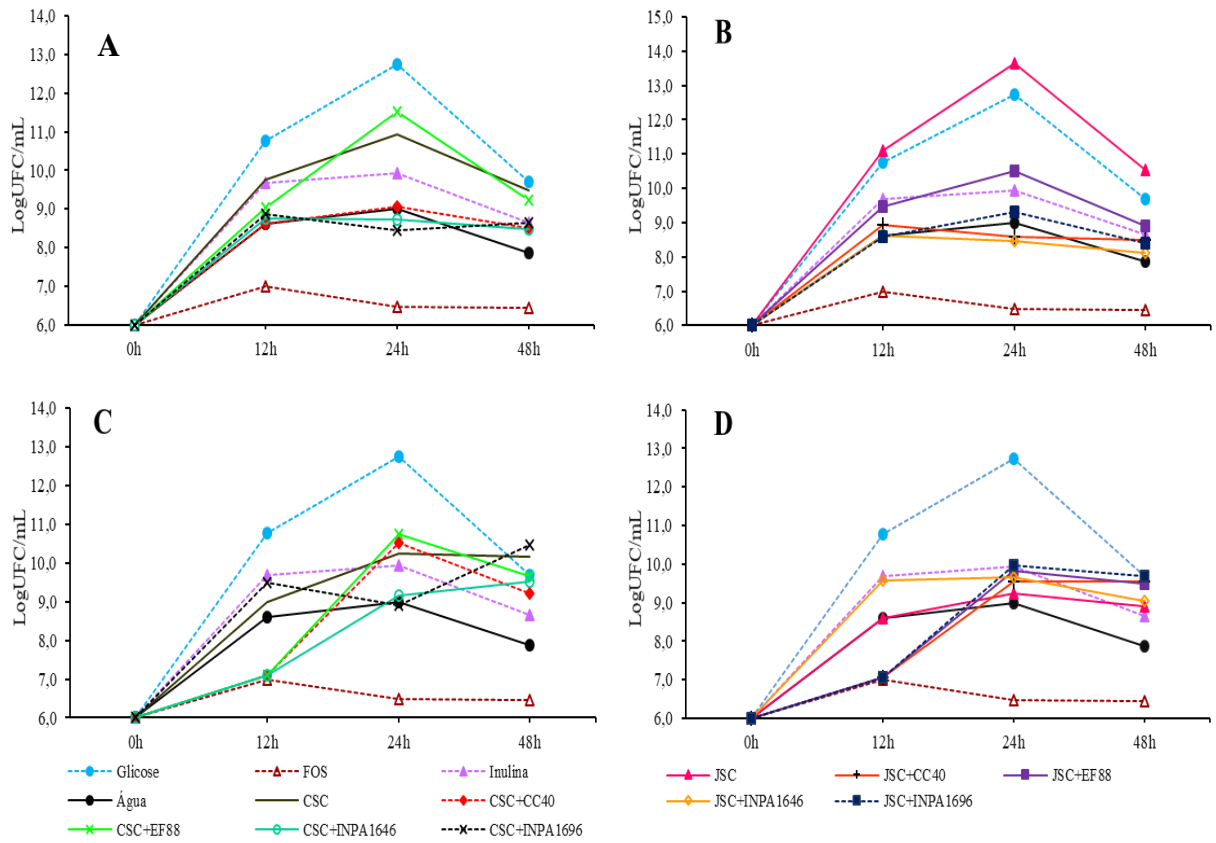 A
LogUFC/mL
14,0
13,0
12,0
11,0
10,0
9,0
8,0
7,0
6,0
0h 12h 24h 48h
B
LogUFC/mL
15,0
14,0
13,0
12,0
11,0
10,0
9,0
8,0
7,0
6,0
0h 12h 24h 48h
C
LogUFC/mL
14,0
13,0
12,0
11,0
10,0
9,0
8,0
7,0
6,0
0h 12h 24h 48h
D
LogUFC/mL
14,0
13,0
12,0
11,0
10,0
9,0
8,0
7,0
6,0
0h 12h 24h 48h
Glicose FOS Inulina
Água CSC CSC+CC40
CSC+EF88 CSC+INPA1646 CSC+INPA1696
JSC JSC+CC40 JSC+EF88
JSC+INPA1646 JSC+INPA1696